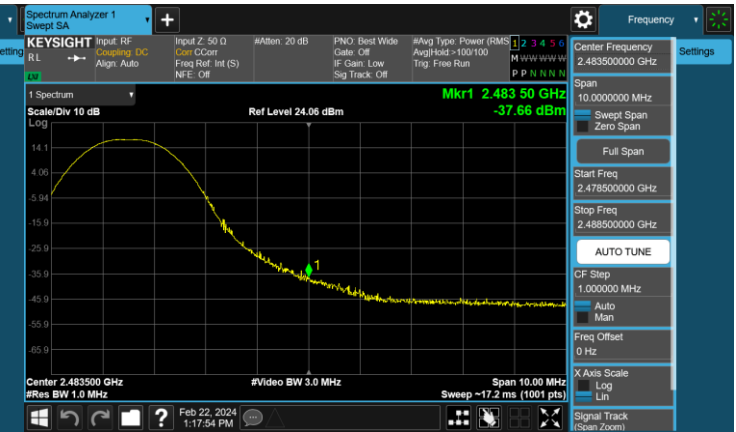 Spectrum Analyzer 1
Swept SA
Frequency
Settings
KEYSIGHT
RL
Input: RF
Coupling: DC
Align: Auto
Input Z: 50 Ω
Corr CCorr
Freq Ref: Int (S)
NFE: Off
#Atten: 20 dB
PNO: Best Wide
Gate: Off
IF Gain: Low
Sig Track: Off
#Avg Type: Power (RMS
Avg|Hold:>100/100
Trig: Free Run
1 2 3 4 5 6
M W W W W W
P P N N N N
1 Spectrum
Mkr1 2.483 50 GHz
-37.66 dBm
Scale/Div 10 dB
Ref Level 24.06 dBm
Log
14.1
4.06
-5.94
-15.9
-25.9
-35.9
-45.9
-55.9
-65.9
1
Center 2.483500 GHz
#Video BW 3.0 MHz
Span 10.00 MHz
#Res BW 1.0 MHz
Sweep ~17.2 ms (1001 pts)
Center Frequency
2.483500000 GHz
Span
10.0000000 MHz
Swept Span
Zero Span
Full Span
Start Freq
2.478500000 GHz
Stop Freq
2.488500000 GHz
AUTO TUNE
CF Step
1.000000 MHz
Auto
Man
Freq Offset
0 Hz
X Axis Scale
Log
Lin
Signal Track
(Span Zoom)
?
Feb 22, 2024
1:17:54 PM